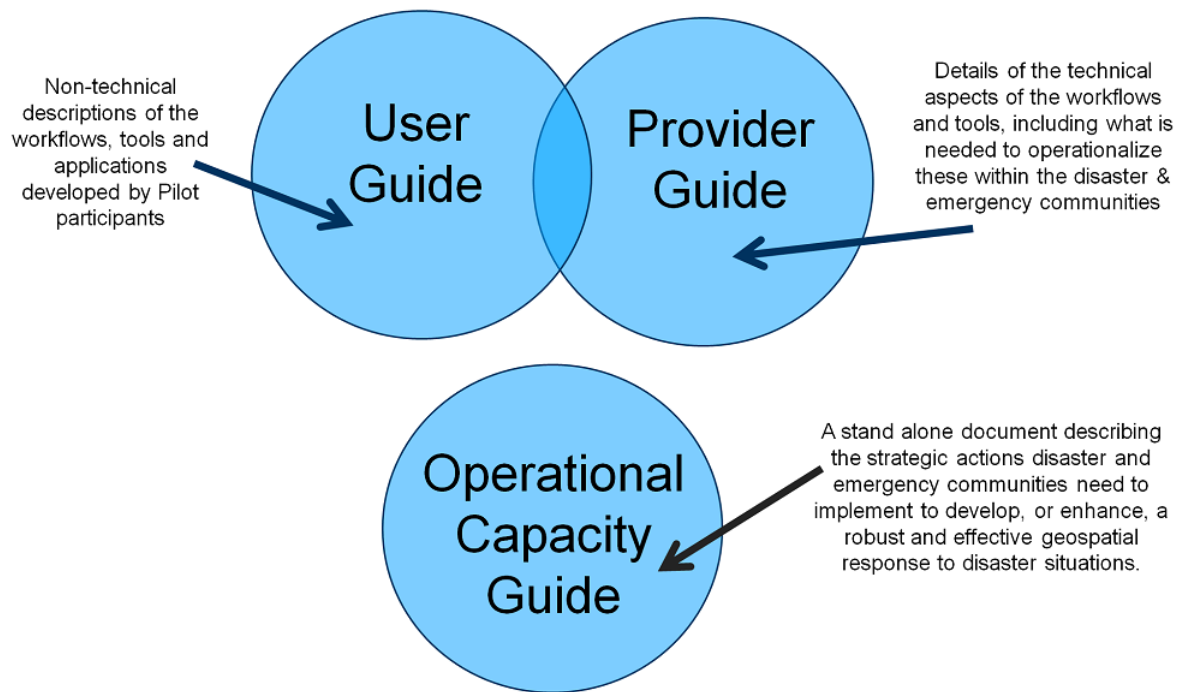 Non-technical
descriptions of the
workflows, tools and
applications
developed by Pilot
participants
User
Guide
Provider
Guide
Details of the technical
aspects of the workflows
and tools, including what is
needed to operationalize
these within the disaster &
emergency communities
Operational
Capacity
Guide
A stand alone document describing
the strategic actions disaster and
emergency communities need to
implement to develop, or enhance, a
robust and effective geospatial
response to disaster situations.